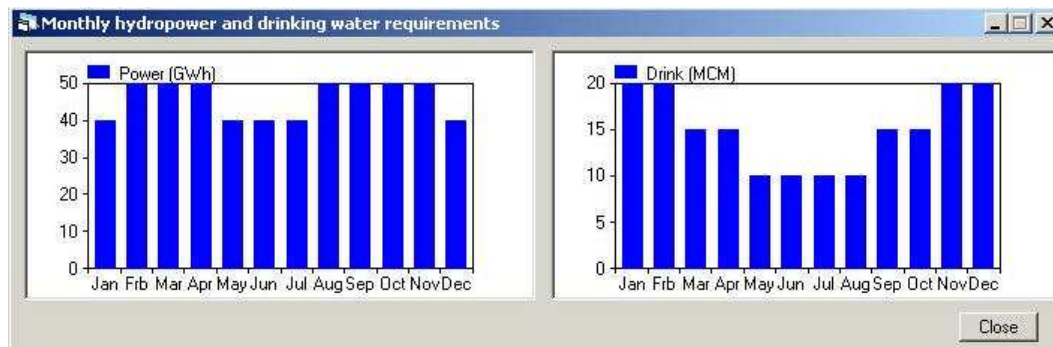 Monthly hydropower and drinking water requirements
Power (GWh)
50
40
30
20
10
0
Jan Frb Mar Apr May Jun Jul Aug Sep Oct Nov Dec
Drink (MCM)
20
15
10
5
0
Jan Frb Mar Apr May Jun Jul Aug Sep Oct Nov Dec
Close